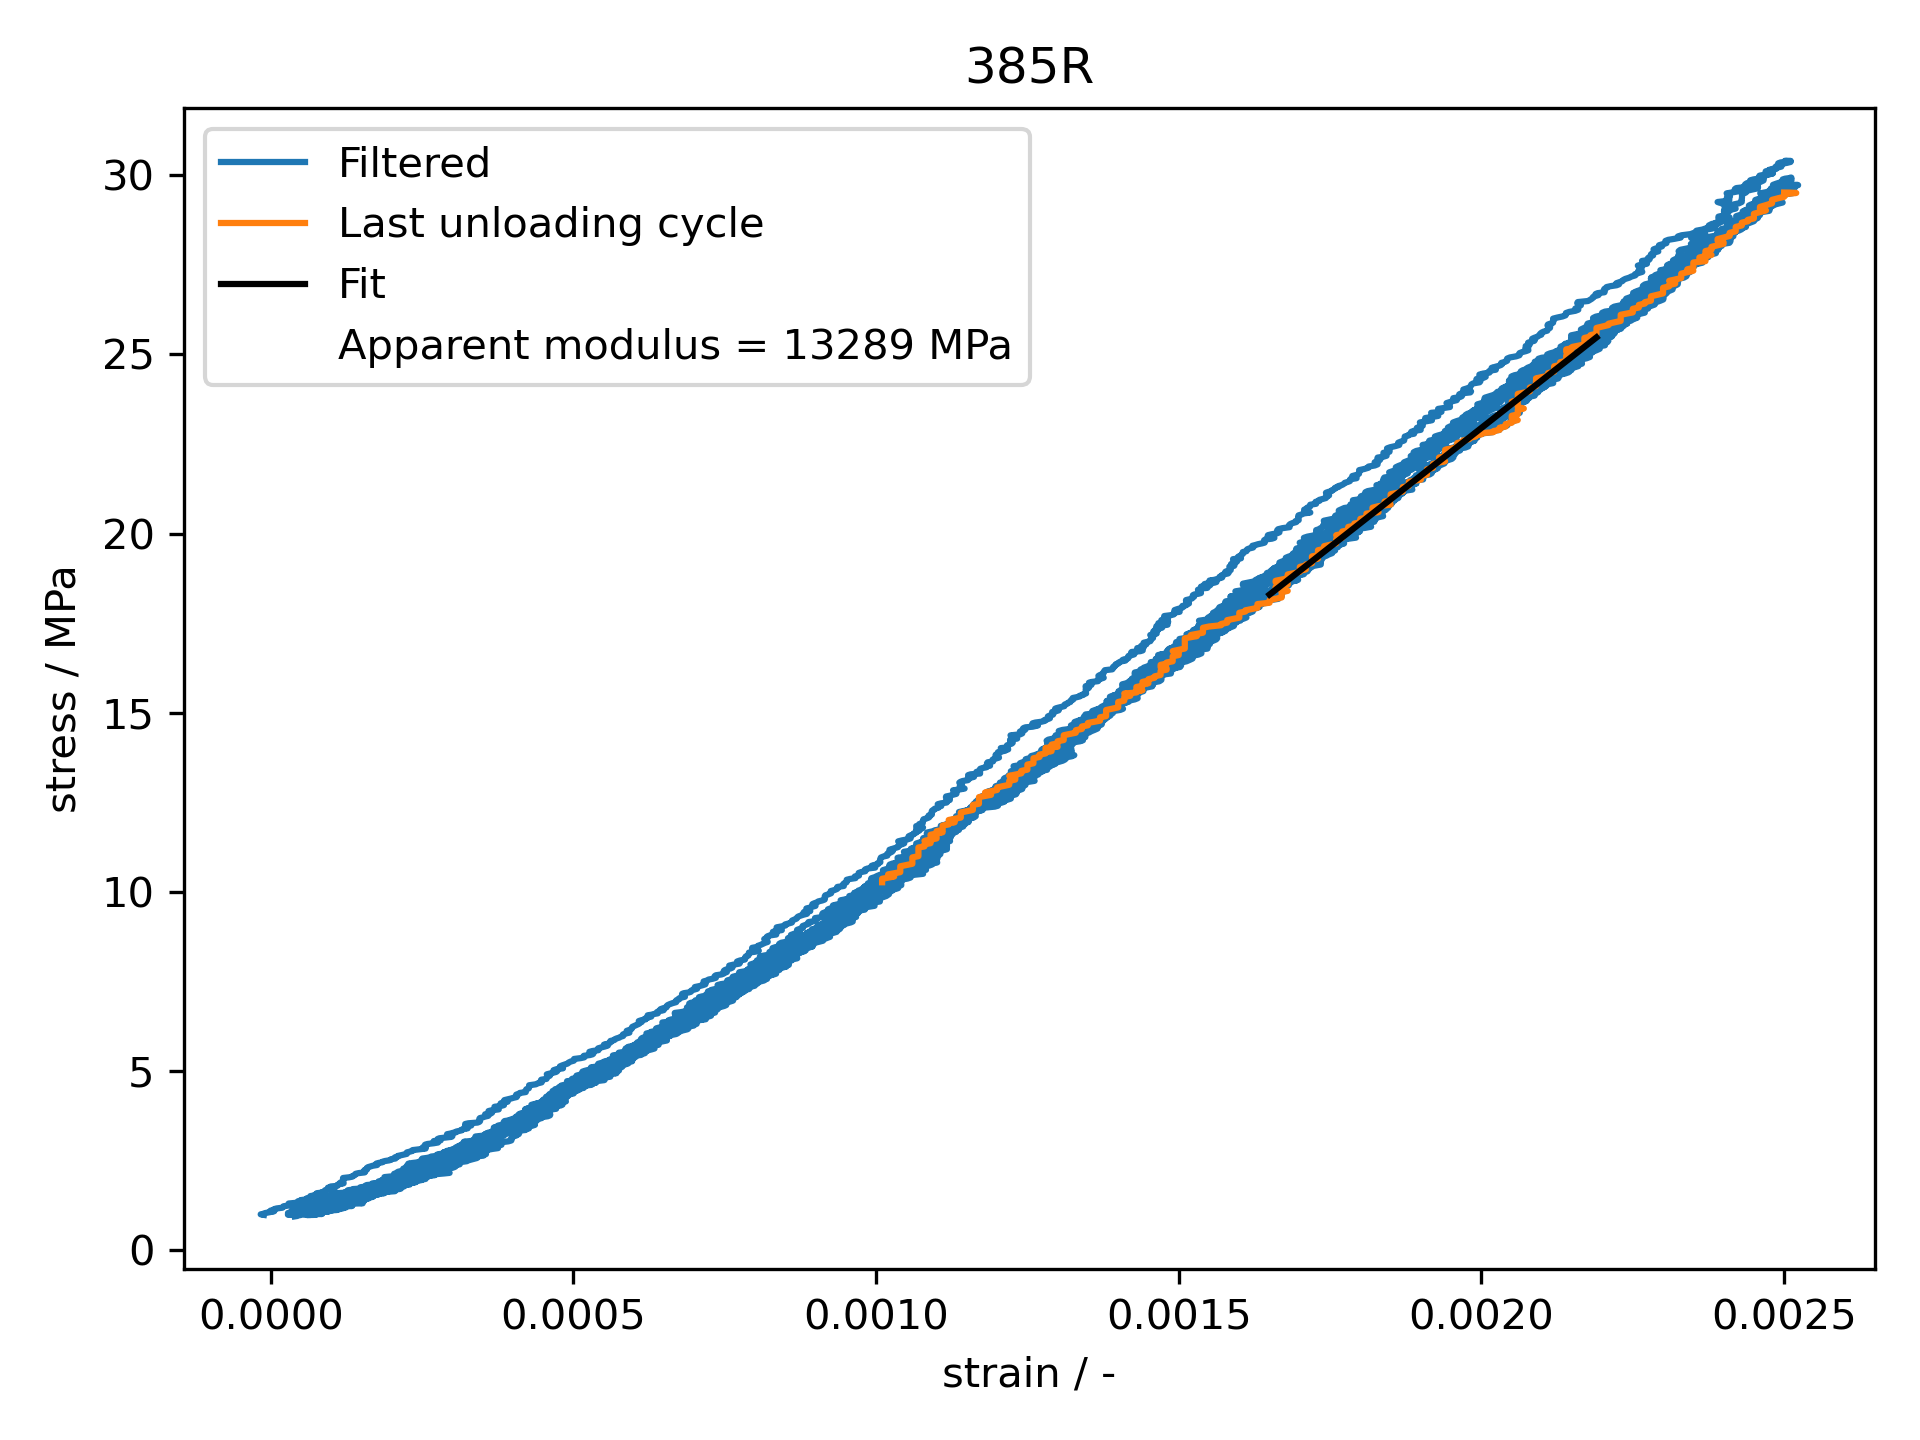 385R
Filtered
Last unloading cycle
Fit
Apparent modulus = 13289 MPa
30
25
20
15
10
5
0
stress / MPa
0.0000 0.0005 0.0010 0.0015 0.0020 0.0025
strain / -